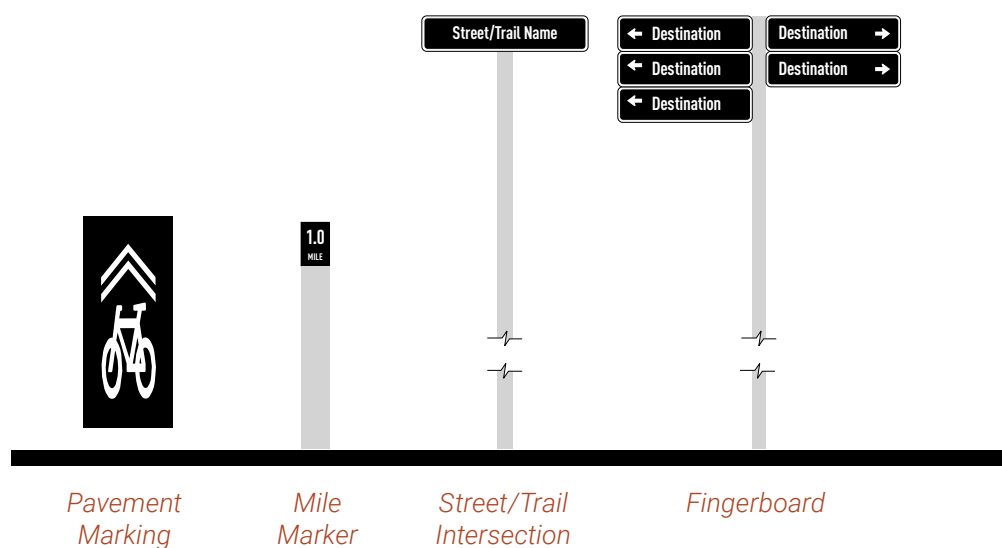 Street/Trail Name
Destination
Destination
Destination
Destination
Destination
1.0
MILE
Pavement
Marking
Mile
Marker
Street/Trail
Intersection
Fingerboard